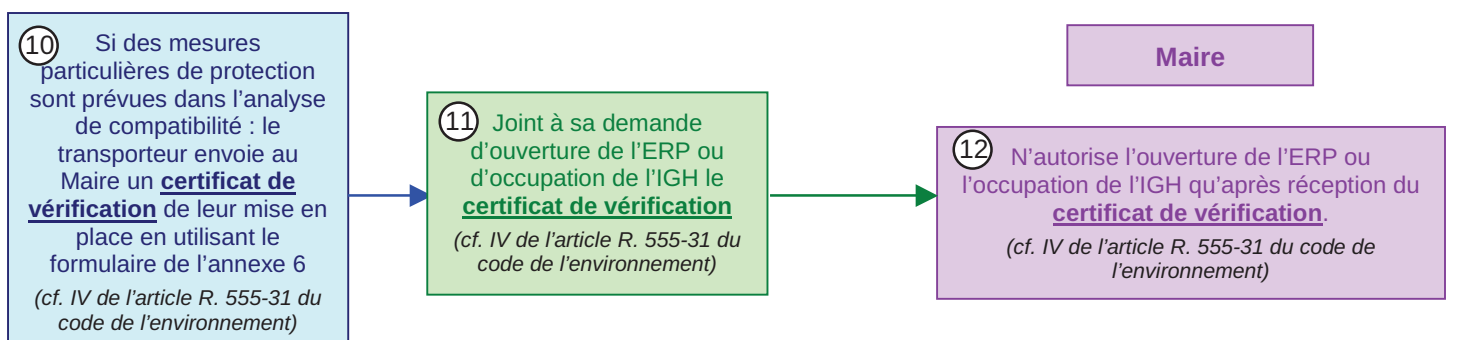 10 Si des mesures
particulières de protection
sont prévues dans l’analyse
de compatibilité : le
transporteur envoie au
Maire un certificat de
vérification de leur mise en
place en utilisant le
formulaire de l’annexe 6
(cf. IV de l’article R. 555-31 du
code de l’environnement)
11 Joint à sa demande
d’ouverture de l’ERP ou
d’occupation de l’IGH le
certificat de vérification
(cf. IV de l’article R. 555-31 du
code de l’environnement)
Maire
12 N’autorise l’ouverture de l’ERP ou
l’occupation de l’IGH qu’après réception du
certificat de vérification.
(cf. IV de l’article R. 555-31 du code de
l’environnement)